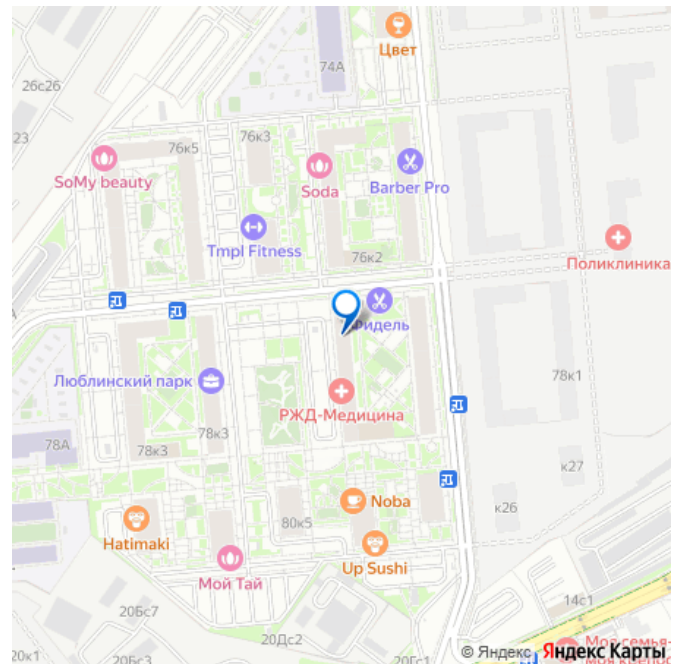 Цвет
74А
26с26
23
76к3
76к5
SoMy beauty
Soda
Barber Pro
Tmpl Fitness
76к2
Поликлиника
Фидель
Люблинский парк
78к1
РЖД-Медицина
78А
78к3
78к3
к27
Noba
к26
80к5
Hatimaki
Up Sushi
Мой Тай
14с1
20Бс7
20Дс2
20к1
20Гс1
© Яндекс Яндекс Карты
Моя семья-